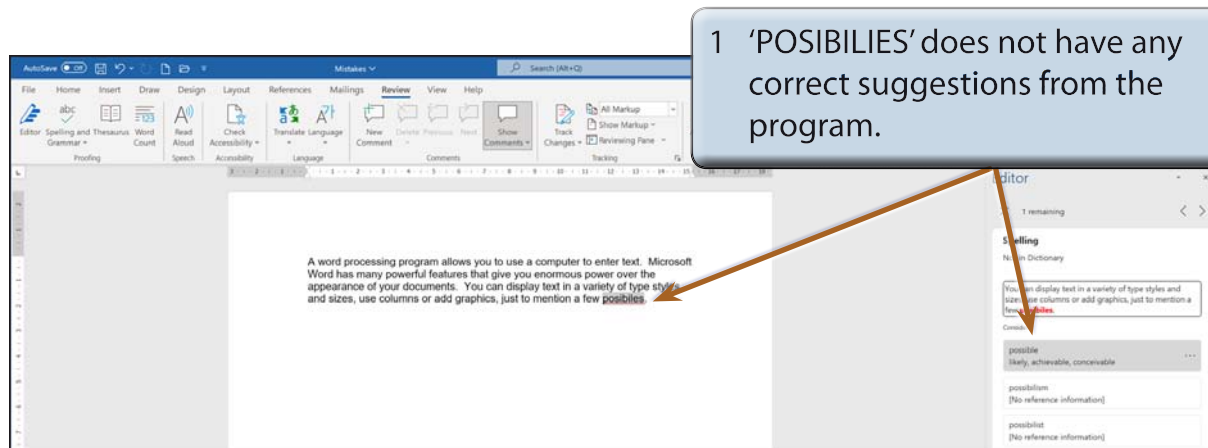 1 ‘POSIBILIES’ does not have any
correct suggestions from the
program.
AutoSave Off
Mistakes
Search (Alt+Q)
File Home Insert Draw Design Layout References Mailings Review View Help
Editor Spelling and Grammar Thesaurus Word Count Read Aloud Check Accessibility Translate Language New Comment Delete Previous Next Show Comments Track Changes All Markup Show Markup Reviewing Pane
Proofing Speech Accessibility Language Comments Tracking
A word processing program allows you to use a computer to enter text. Microsoft
Word has many powerful features that give you enormous power over the
appearance of your documents. You can display text in a variety of type styles
and sizes, use columns or add graphics, just to mention a few posibiles.
Editor
1 remaining
Spelling
Not in Dictionary
You can display text in a variety of type styles and
sizes, use columns or add graphics, just to mention a
few posibiles.
possible
likely, achievable, conceivable
possibilism
[No reference information]
possibilist
[No reference information]